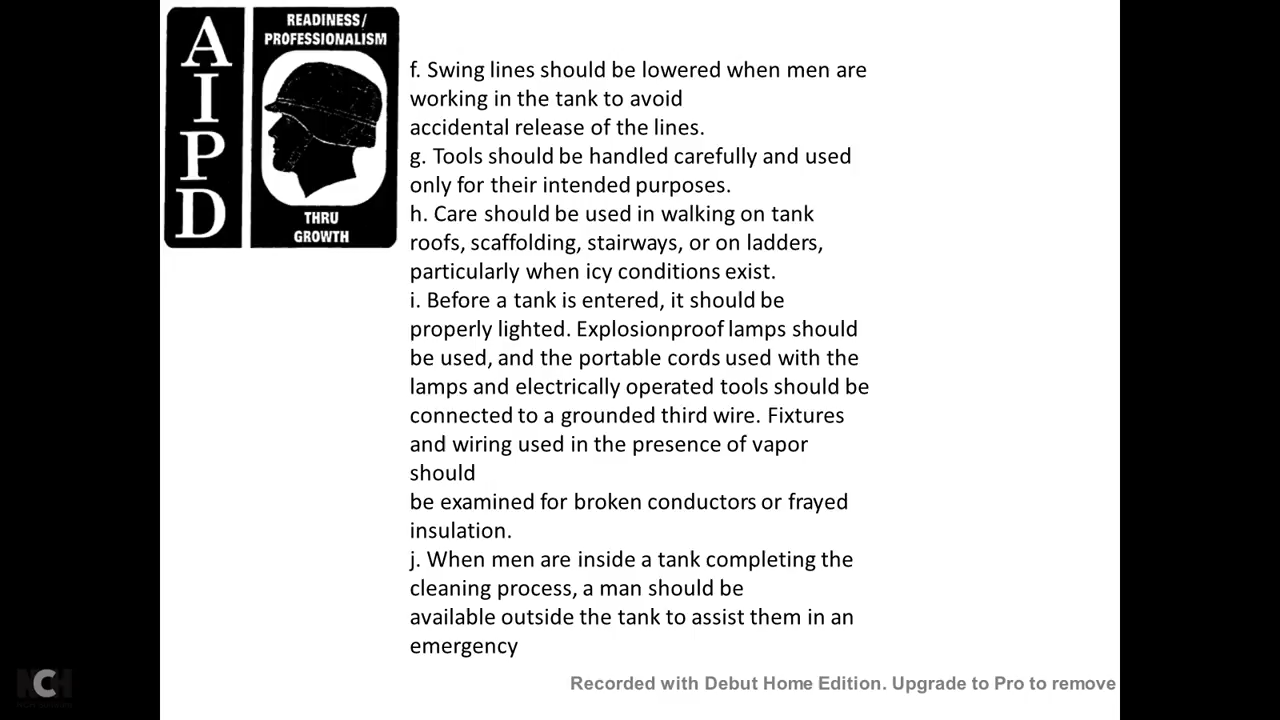 AIPD
READINESS/
PROFESSIONALISM
THRU
GROWTH
f. Swing lines should be lowered when men are
working in the tank to avoid
accidental release of the lines.
g. Tools should be handled carefully and used
only for their intended purposes.
h. Care should be used in walking on tank
roofs, scaffolding, stairways, or on ladders,
particularly when icy conditions exist.
i. Before a tank is entered, it should be
properly lighted. Explosionproof lamps should
be used, and the portable cords used with the
lamps and electrically operated tools should be
connected to a grounded third wire. Fixtures
and wiring used in the presence of vapor
should
be examined for broken conductors or frayed
insulation.
j. When men are inside a tank completing the
cleaning process, a man should be
available outside the tank to assist them in an
emergency
NCH
Recorded with Debut Home Edition. Upgrade to Pro to remove